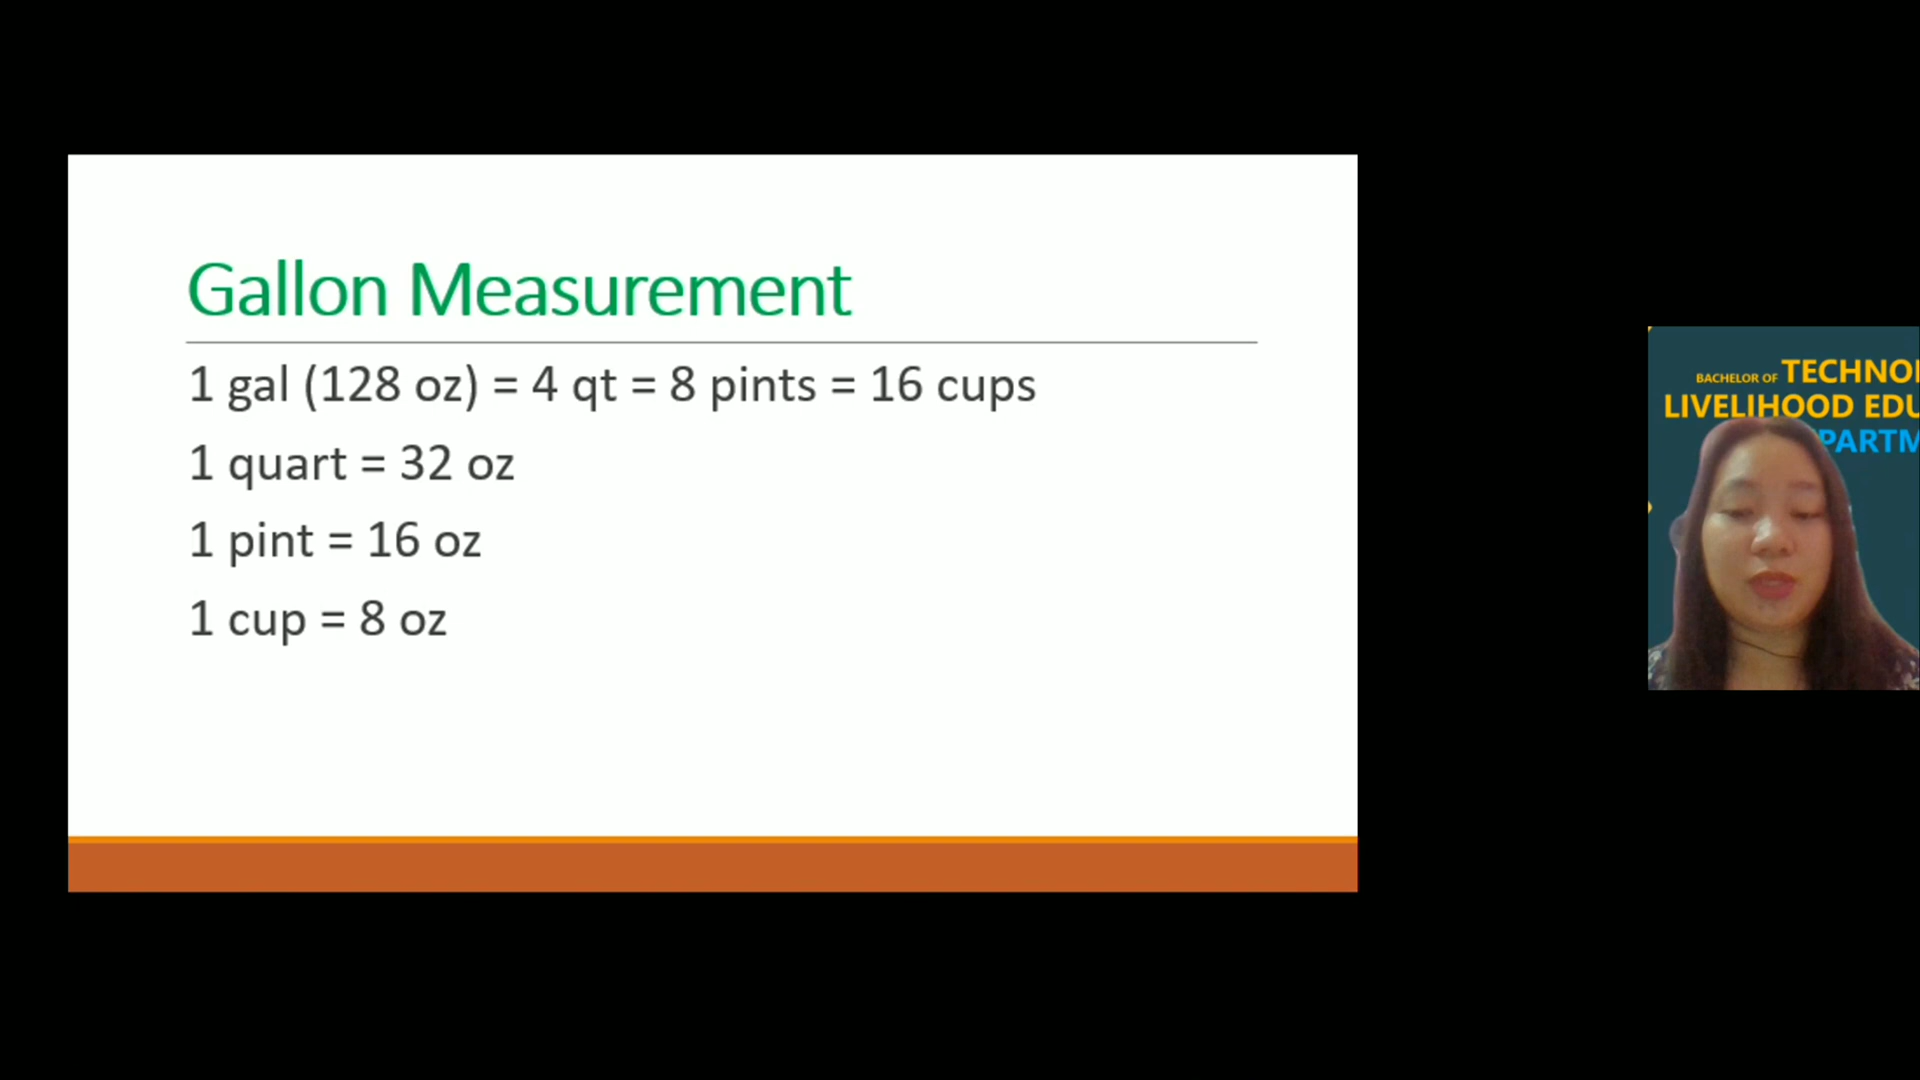 Gallon Measurement
1 gal (128 oz) = 4 qt = 8 pints = 16 cups
1 quart = 32 oz
1 pint = 16 oz
1 cup = 8 oz
BACHELOR OF TECHNO
LIVELIHOOD EDU
PARTM